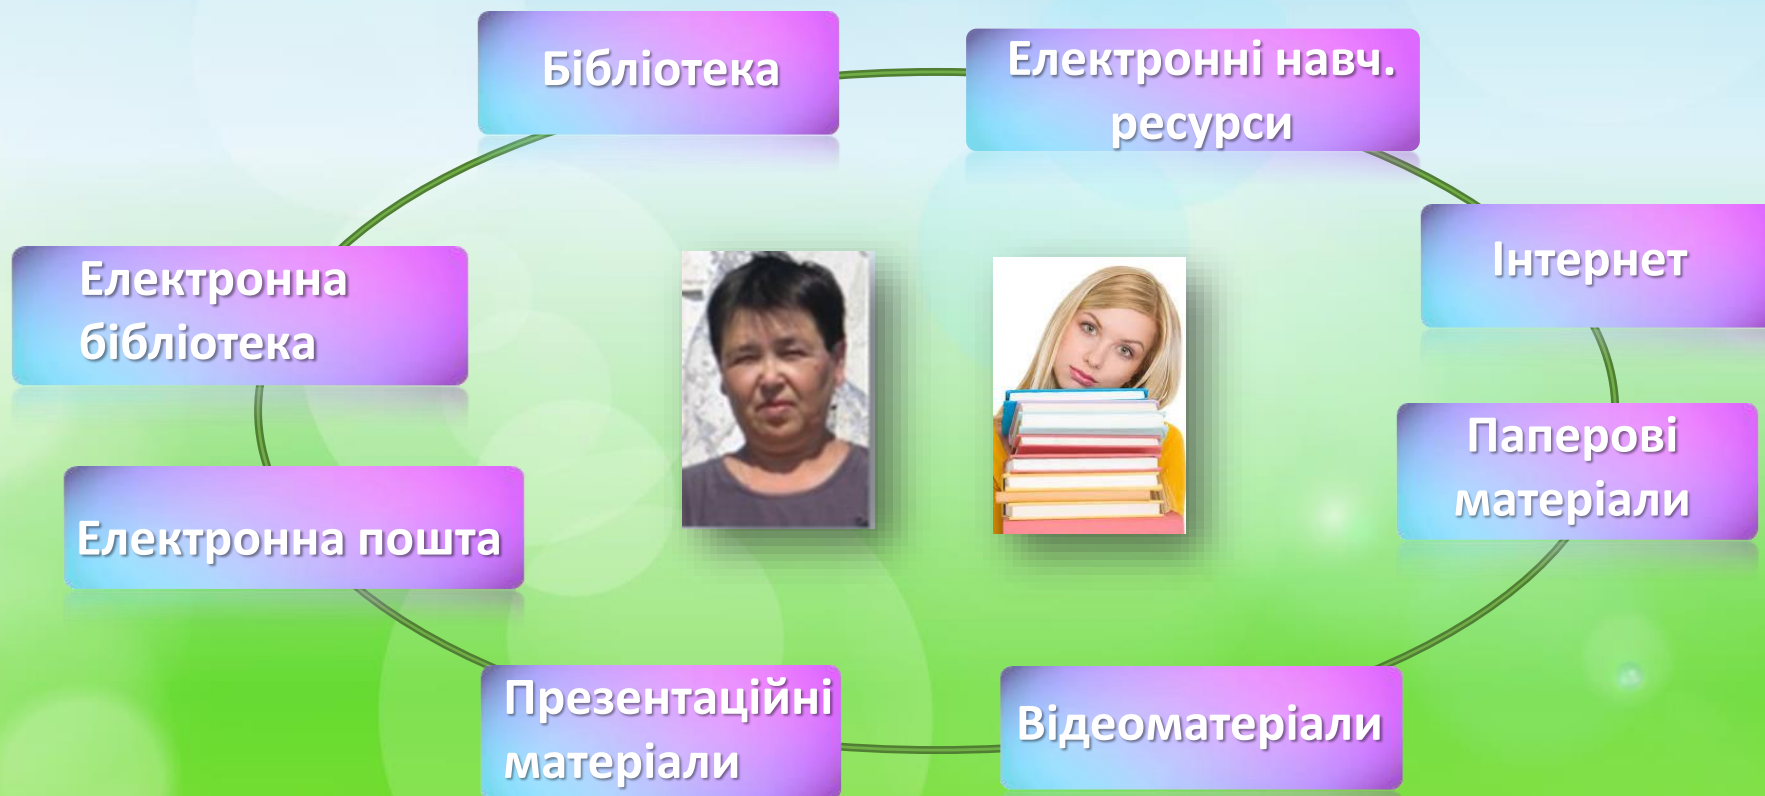 Бібліотека
Електронні навч.
ресурси
Інтернет
Електронна
бібліотека
Паперові
матеріали
Електронна пошта
Презентаційні
матеріали
Відеоматеріали